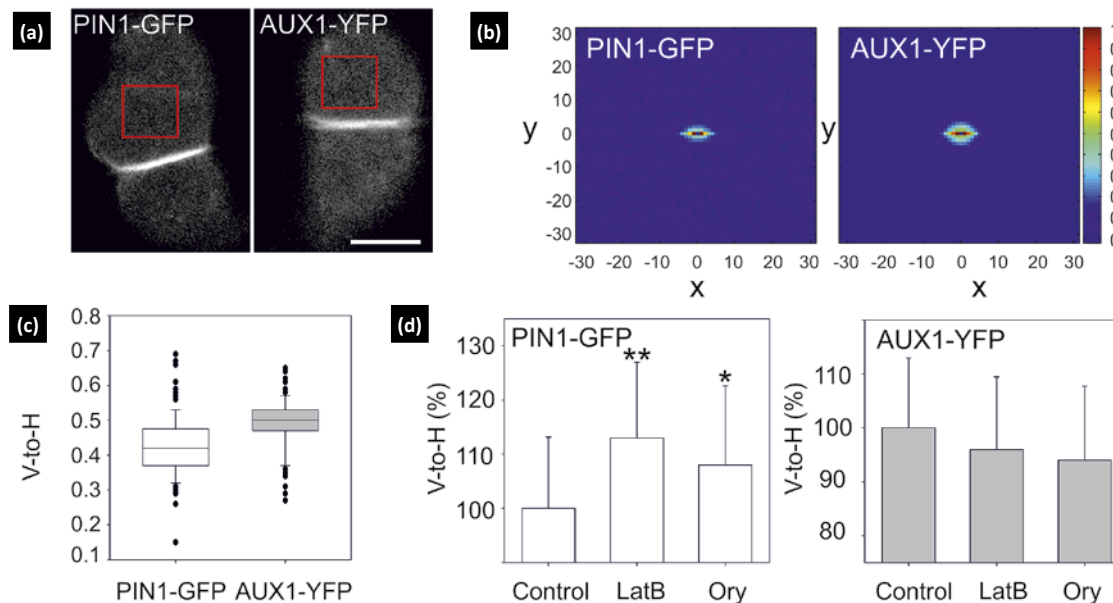 (a)
PIN1-GFP
AUX1-YFP
(b)
PIN1-GFP
y
30
20
10
0
-10
-20
-30
-30 -20 -10 0 10 20 30
x
AUX1-YFP
y
-30 -20 -10 0 10 20 30
x
(c)
V-to-H
0.8
0.7
0.6
0.5
0.4
0.3
0.2
0.1
PIN1-GFP AUX1-YFP
(d)
PIN1-GFP
V-to-H (%)
130
120
110
100
**
*
Control LatB Ory
AUX1-YFP
V-to-H (%)
110
100
90
80
Control LatB Ory